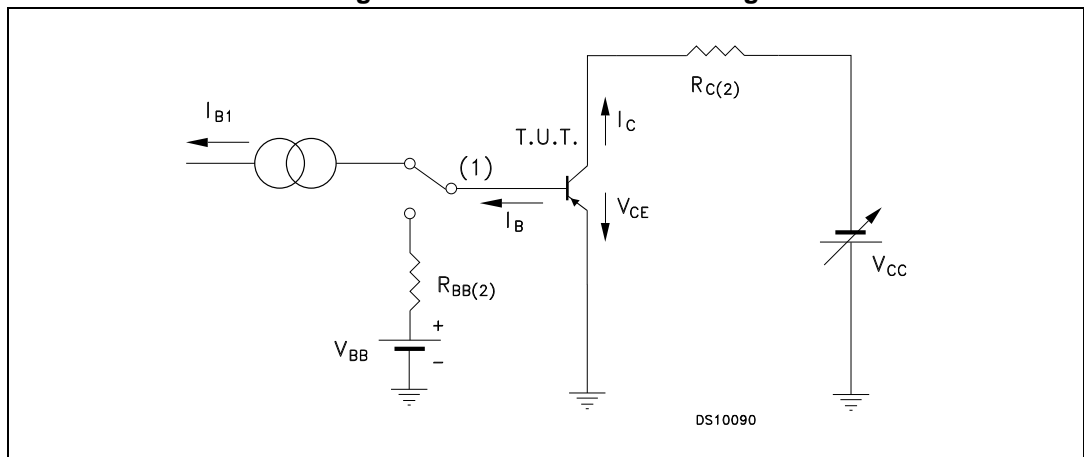 R_C(2)
I_B1
I_C
T.U.T.
(1)
V_CE
I_B
V_CC
R_BB(2)
+
V_BB
-
DS10090